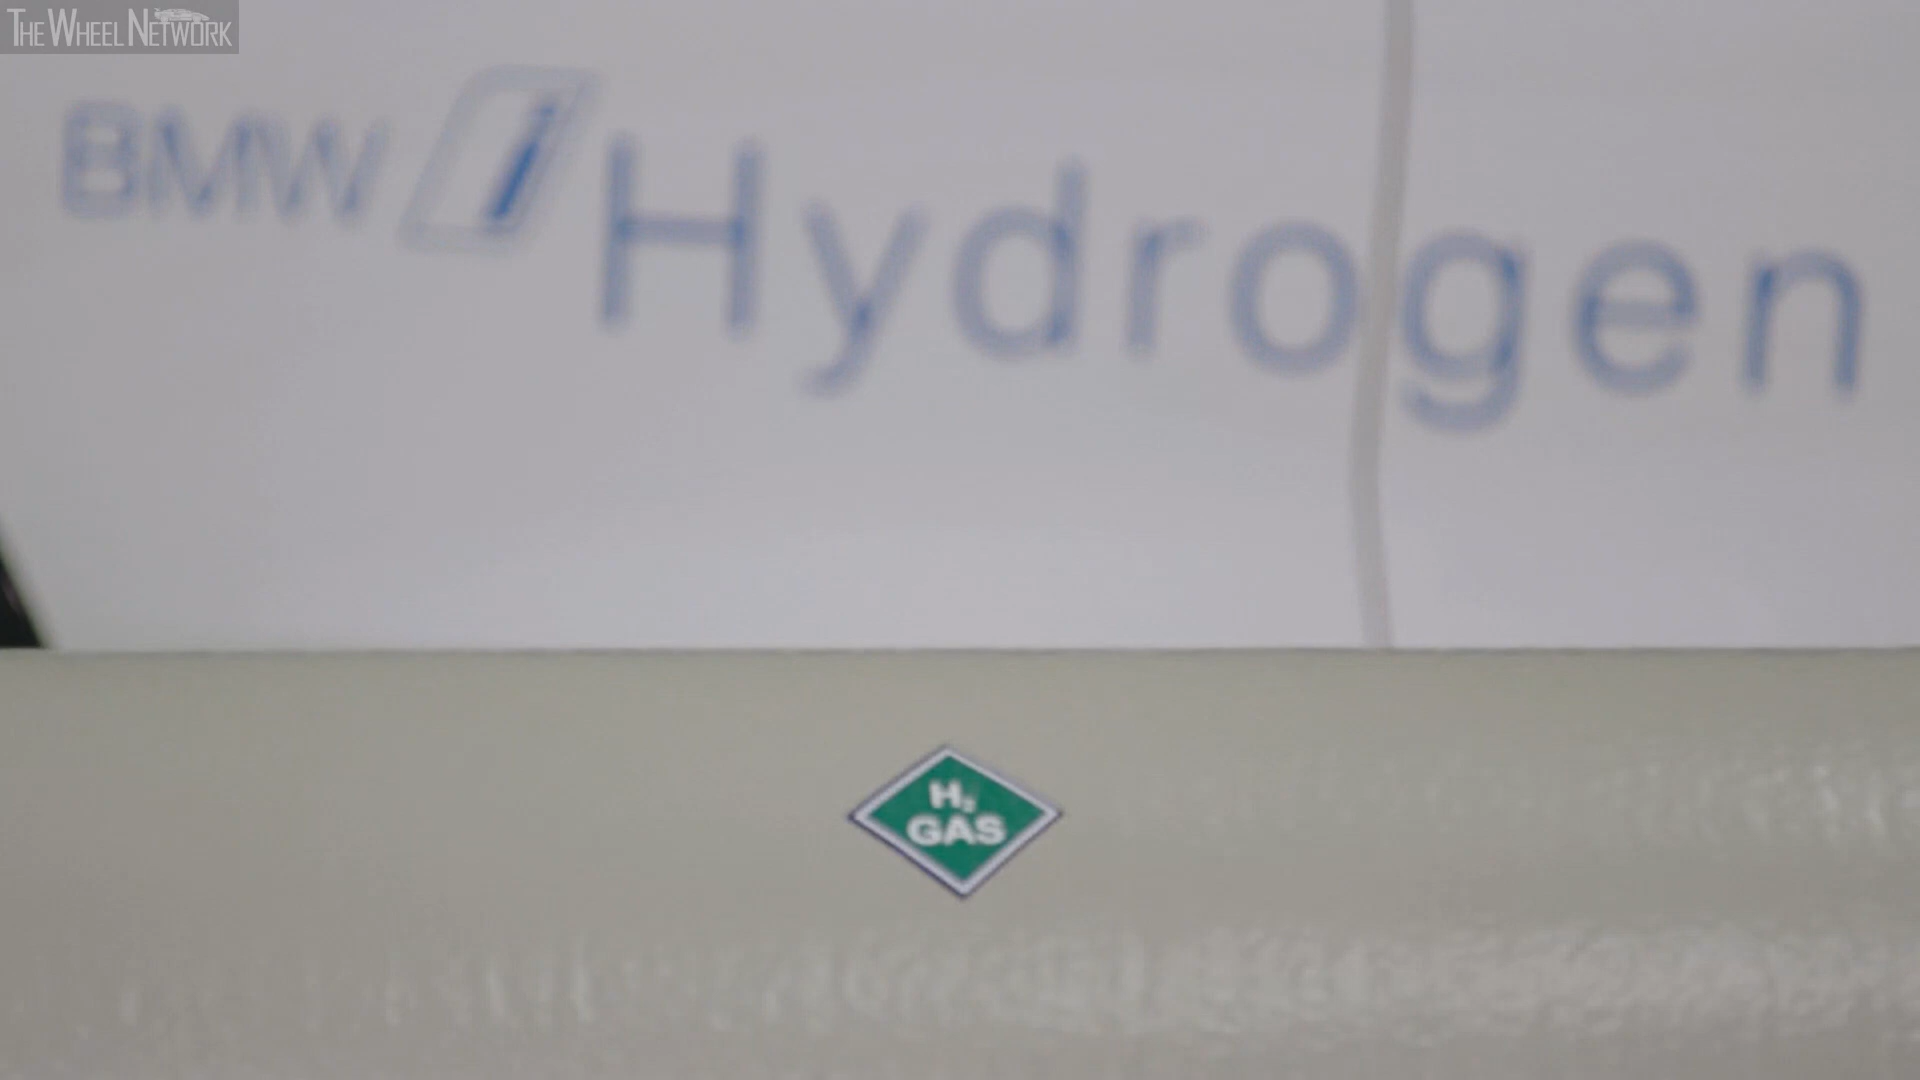 THE WHEEL NETWORK
BMW i Hydrogen
H₂
GAS